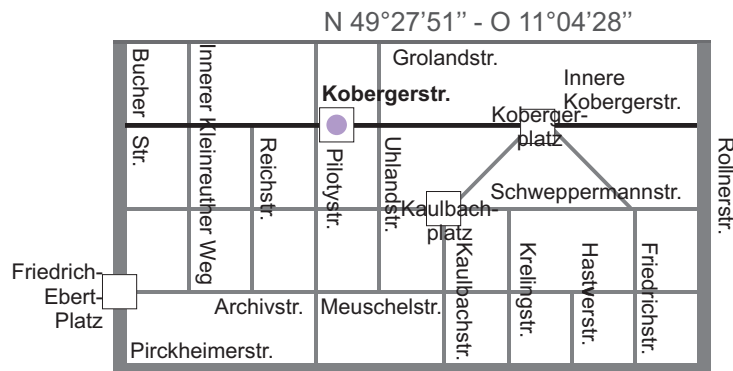 N 49°27’51’’ - O 11°04’28’’
Grolandstr.
Bucher
Str.
Innerer Kleinreuther Weg
Innere
Kobergerstr.
Kobergerstr.
Koberger-
platz
Reichstr.
Pilotystr.
Uhlandstr.
Rollnerstr.
Schweppermannstr.
Kaulbach-
platz
Kaulbachstr.
Krelingstr.
Hastverstr.
Friedrichstr.
Friedrich-
Ebert-
Platz
Archivstr.
Meuschelstr.
Pirckheimerstr.